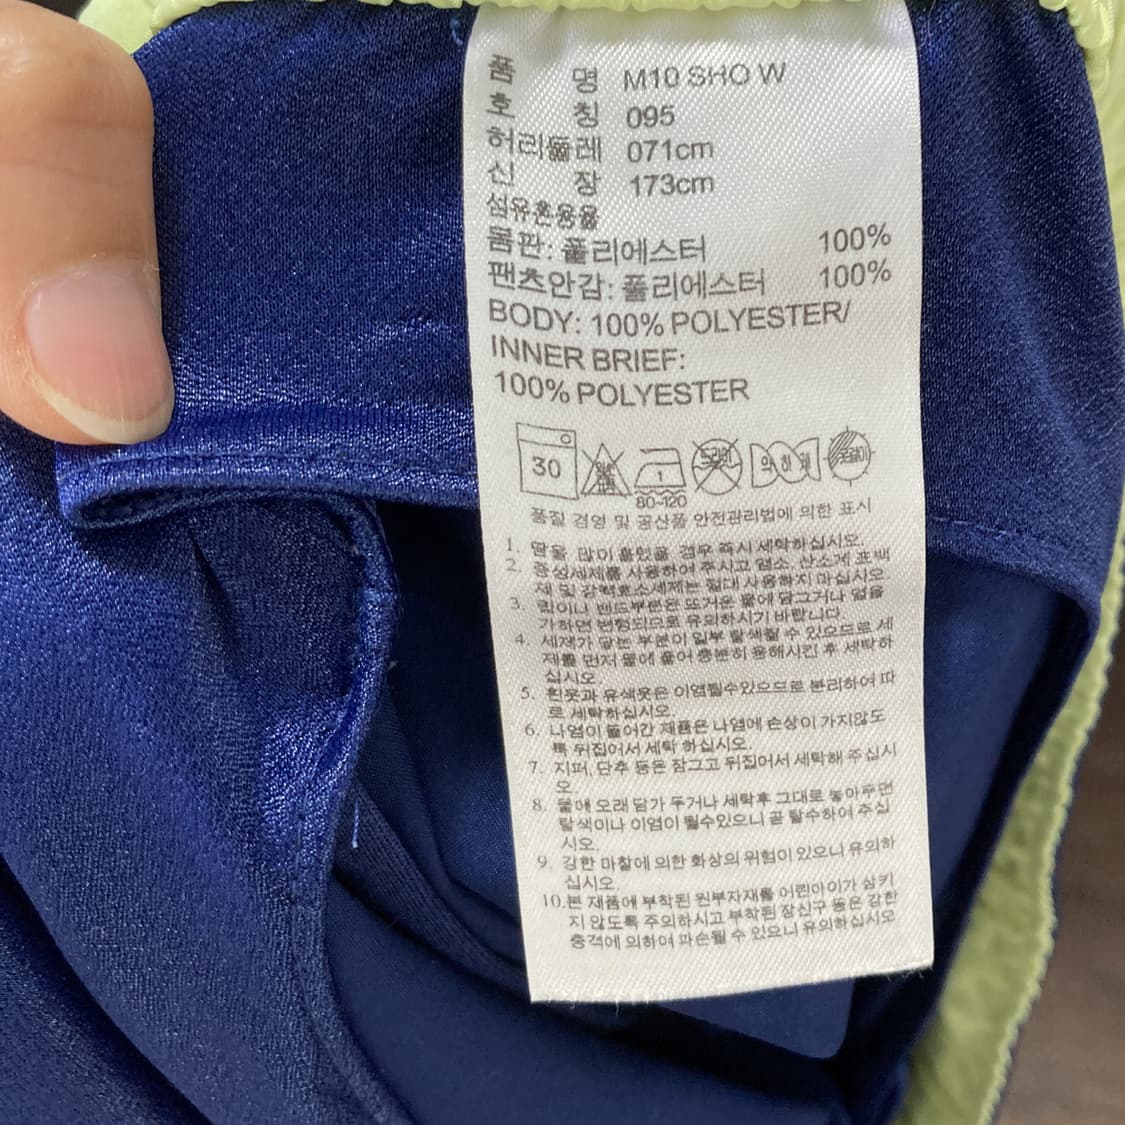 품 명 M10 SHO W
호 칭 095
허리둘레 071cm
신 장 173cm
섬유혼용율
몸판: 폴리에스터 100%
팬츠안감: 폴리에스터 100%
BODY: 100% POLYESTER/
INNER BRIEF:
100% POLYESTER
30 1 드라이 약하게
80-120
품질 경영 및 공산품 안전관리법에 의한 표시
1. 땀을 많이 흘렸을 경우 즉시 세탁하십시오.
2. 중성세제를 사용하여 주시고 염소, 산소계 표백
제 및 강력효소세제는 절대 사용하지 마십시오.
3. 립이나 밴드부분은 뜨거운 물에 담그거나 열을
가하면 변형되므로 유의하시기 바랍니다.
4. 세제가 닿는 부분이 일부 탈색될 수 있으므로 세
제를 먼저 물에 풀어 충분히 용해시킨 후 세탁하
십시오.
5. 흰옷과 유색옷은 이염될수있으므로 분리하여 따
로 세탁하십시오.
6. 나염이 들어간 제품은 나염에 손상이 가지않도
록 뒤집어서 세탁 하십시오.
7. 지퍼, 단추 등은 잠그고 뒤집어서 세탁해 주십시
오.
8. 물에 오래 담가 두거나 세탁후 그대로 놓아두면
탈색이나 이염이 될수있으니 곧 탈수하여 주십
시오.
9. 강한 마찰에 의한 화상의 위험이 있으니 유의하
십시오.
10.본 제품에 부착된 원부자재를 어린아이가 삼키
지 않도록 주의하시고 부착된 장신구 등은 강한
충격에 의하여 파손될 수 있으니 유의하십시오